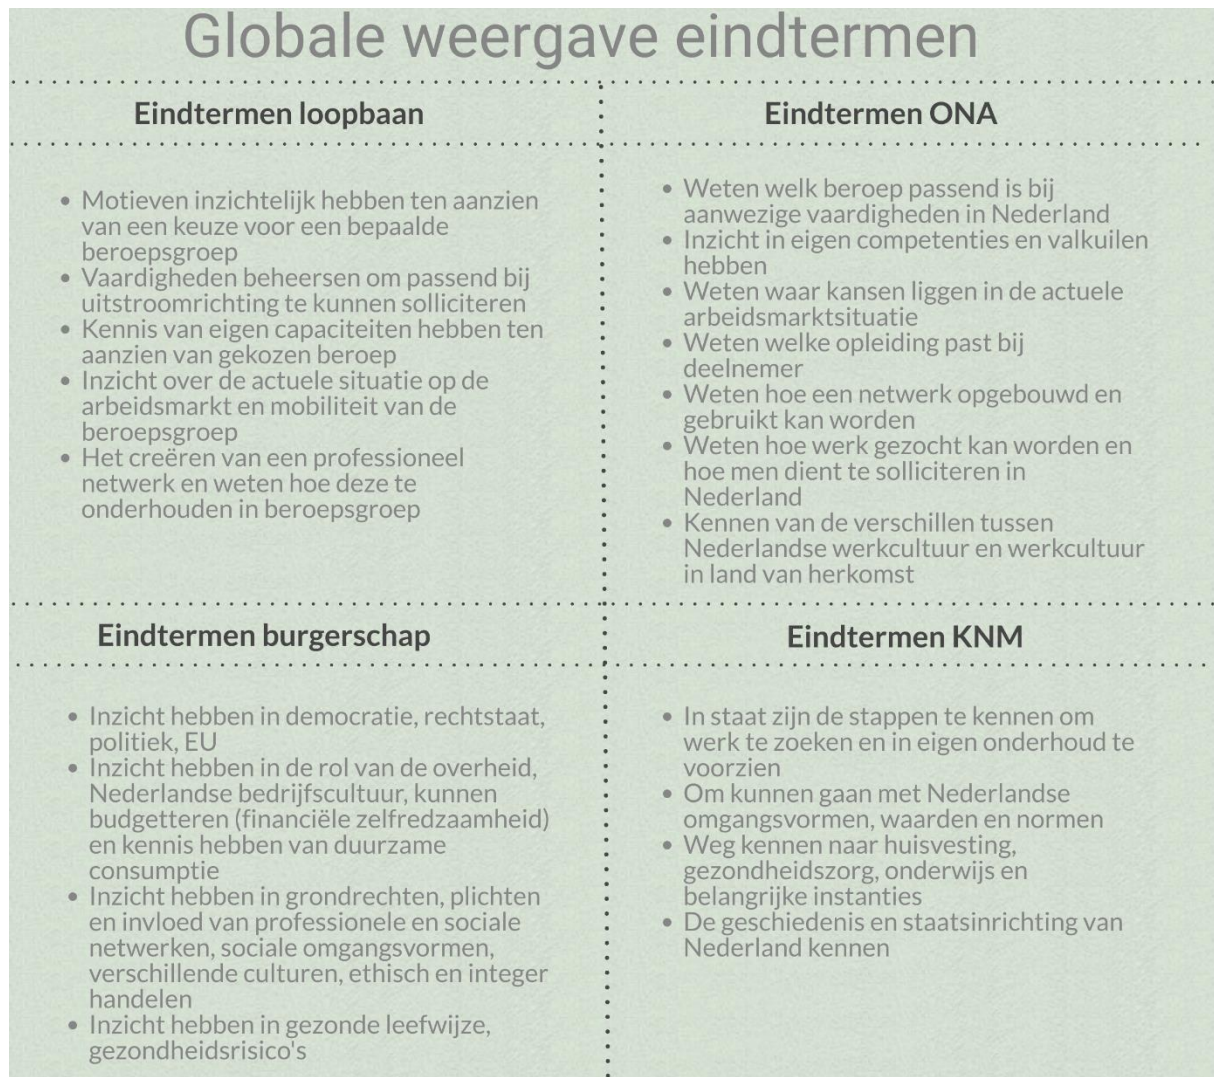 Globale weergave eindtermen
Eindtermen loopbaan
• Motieven inzichtelijk hebben ten aanzien
van een keuze voor een bepaalde
beroepsgroep
• Vaardigheden beheersen om passend bij
uitstroomrichting te kunnen solliciteren
• Kennis van eigen capaciteiten hebben ten
aanzien van gekozen beroep
• Inzicht over de actuele situatie op de
arbeidsmarkt en mobiliteit van de
beroepsgroep
• Het creëren van een professioneel
netwerk en weten hoe deze te
onderhouden in beroepsgroep
Eindtermen ONA
• Weten welk beroep passend is bij
aanwezige vaardigheden in Nederland
• Inzicht in eigen competenties en valkuilen
hebben
• Weten waar kansen liggen in de actuele
arbeidsmarktsituatie
• Weten welke opleiding past bij
deelnemer
• Weten hoe een netwerk opgebouwd en
gebruikt kan worden
• Weten hoe werk gezocht kan worden en
hoe men dient te solliciteren in
Nederland
• Kennen van de verschillen tussen
Nederlandse werkcultuur en werkcultuur
in land van herkomst
Eindtermen burgerschap
• Inzicht hebben in democratie, rechtstaat,
politiek, EU
• Inzicht hebben in de rol van de overheid,
Nederlandse bedrijfscultuur, kunnen
budgetteren (financiële zelfredzaamheid)
en kennis hebben van duurzame
consumptie
• Inzicht hebben in grondrechten, plichten
en invloed van professionele en sociale
netwerken, sociale omgangsvormen,
verschillende culturen, ethisch en integer
handelen
• Inzicht hebben in gezonde leefwijze,
gezondheidsrisico's
Eindtermen KNM
• In staat zijn de stappen te kennen om
werk te zoeken en in eigen onderhoud te
voorzien
• Om kunnen gaan met Nederlandse
omgangsvormen, waarden en normen
• Weg kennen naar huisvesting,
gezondheidszorg, onderwijs en
belangrijke instanties
• De geschiedenis en staatsinrichting van
Nederland kennen